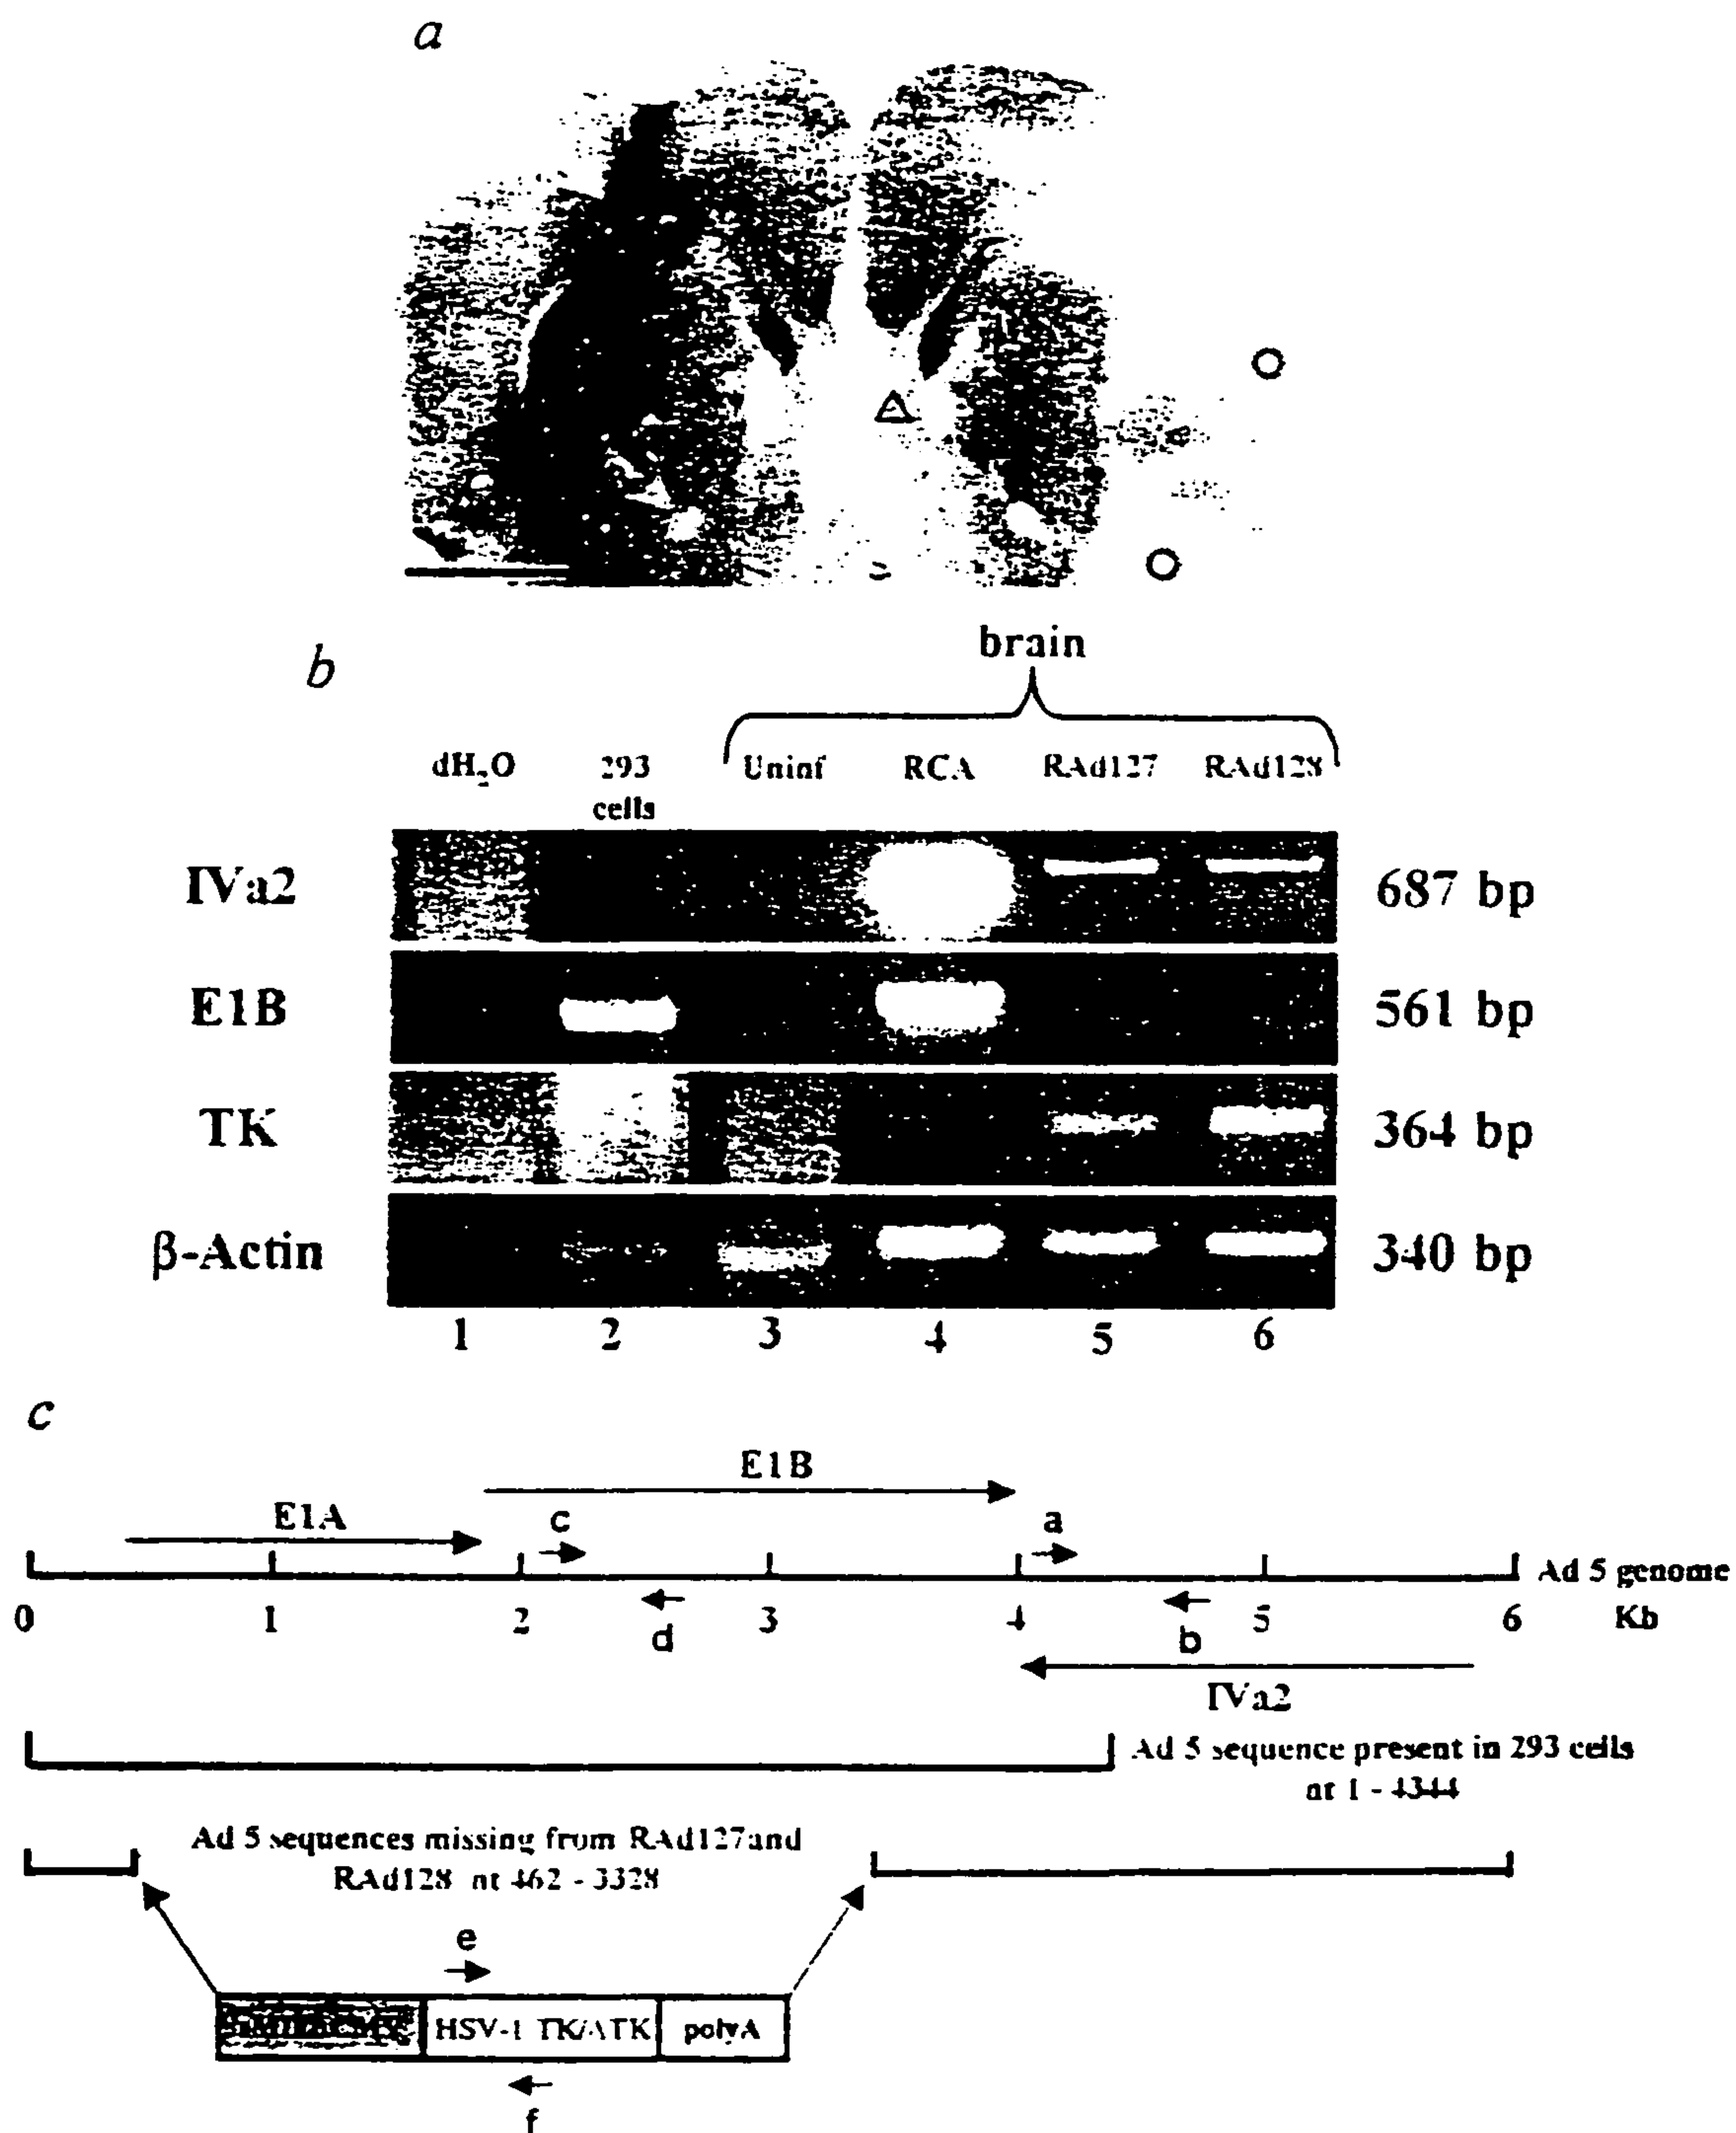 a
b
brain
dH₂O 293 cells Uninf RCA RAd127 RAd128
IVa2 687 bp
E1B 561 bp
TK 364 bp
β-Actin 340 bp
1 2 3 4 5 6
c
E1B
E1A c a
Ad 5 genome
0 1 2 3 4 5 6 Kb
d b
IVa2
Ad 5 sequence present in 293 cells
nt 1 - 4344
Ad 5 sequences missing from RAd127and
RAd128 nt 462 - 3328
e
HSV-1 TK/ΔTK polyA
f